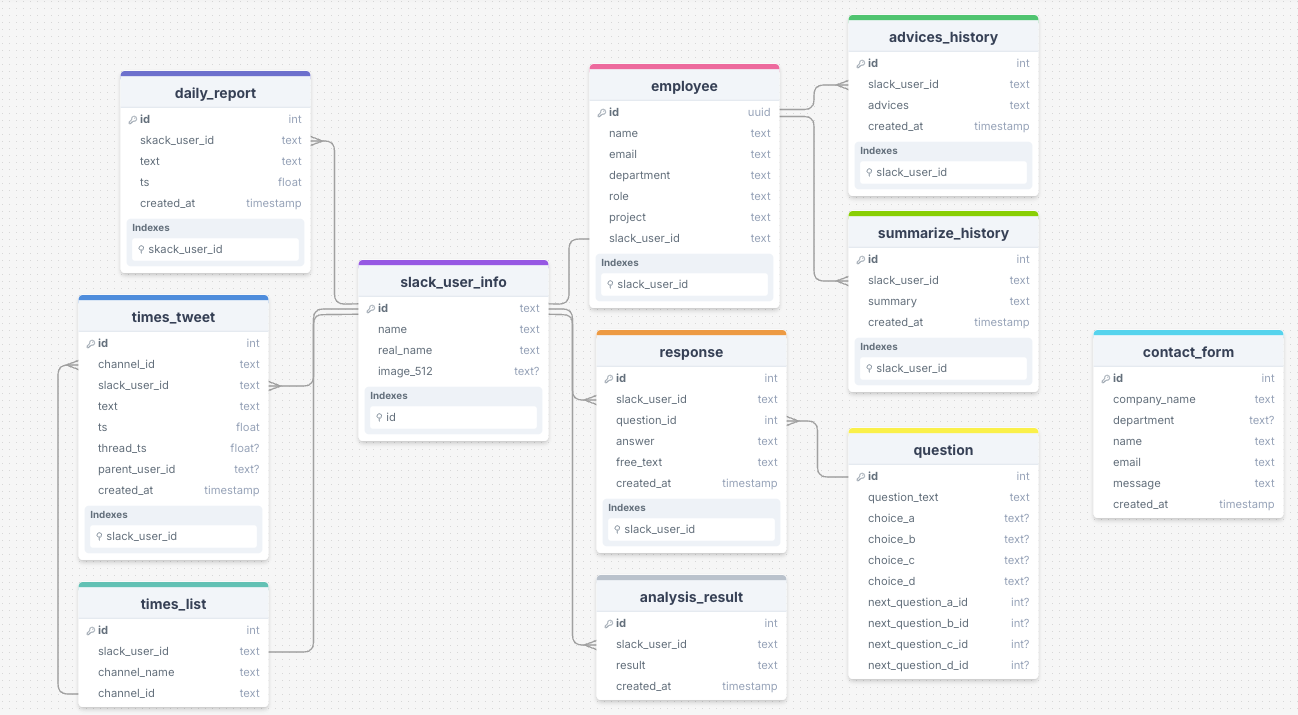 daily_report
id int
skack_user_id text
text text
ts float
created_at timestamp
Indexes
skack_user_id
times_tweet
id int
channel_id text
slack_user_id text
text text
ts float
thread_ts float?
parent_user_id text?
created_at timestamp
Indexes
slack_user_id
times_list
id int
slack_user_id text
channel_name text
channel_id text
slack_user_info
id text
name text
real_name text
image_512 text?
Indexes
id
employee
id uuid
name text
email text
department text
role text
project text
slack_user_id text
Indexes
slack_user_id
response
id int
slack_user_id text
question_id int
answer text
free_text text
created_at timestamp
Indexes
slack_user_id
analysis_result
id int
slack_user_id text
result text
created_at timestamp
advices_history
id int
slack_user_id text
advices text
created_at timestamp
Indexes
slack_user_id
summarize_history
id int
slack_user_id text
summary text
created_at timestamp
Indexes
slack_user_id
question
id int
question_text text
choice_a text?
choice_b text?
choice_c text?
choice_d text?
next_question_a_id int?
next_question_b_id int?
next_question_c_id int?
next_question_d_id int?
contact_form
id int
company_name text
department text?
name text
email text
message text
created_at timestamp